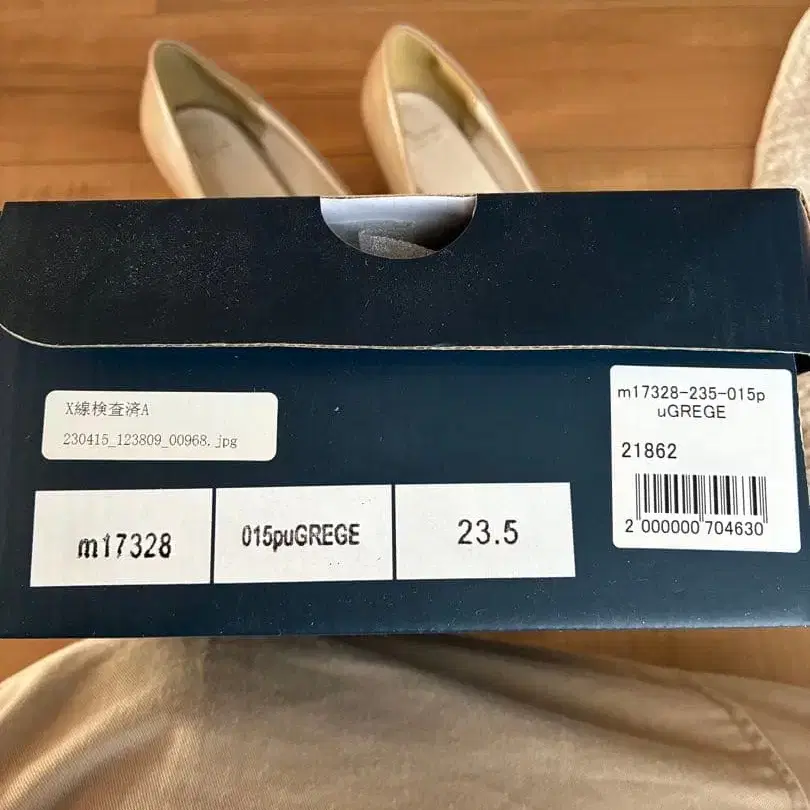 X線検査済A
230415_123809_00968.jpg
m17328
015puGREGE
23.5
m17328-235-015p
uGREGE
21862
2 000000 704630